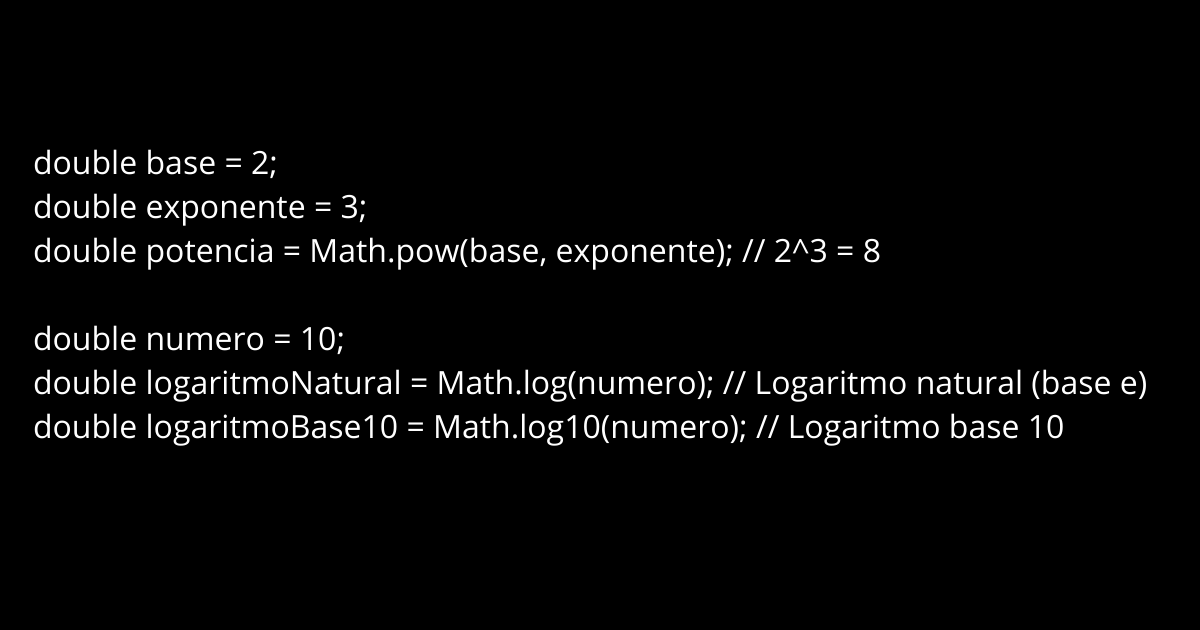 double base = 2;
double exponente = 3;
double potencia = Math.pow(base, exponente); // 2^3 = 8
double numero = 10;
double logaritmoNatural = Math.log(numero); // Logaritmo natural (base e)
double logaritmoBase10 = Math.log10(numero); // Logaritmo base 10